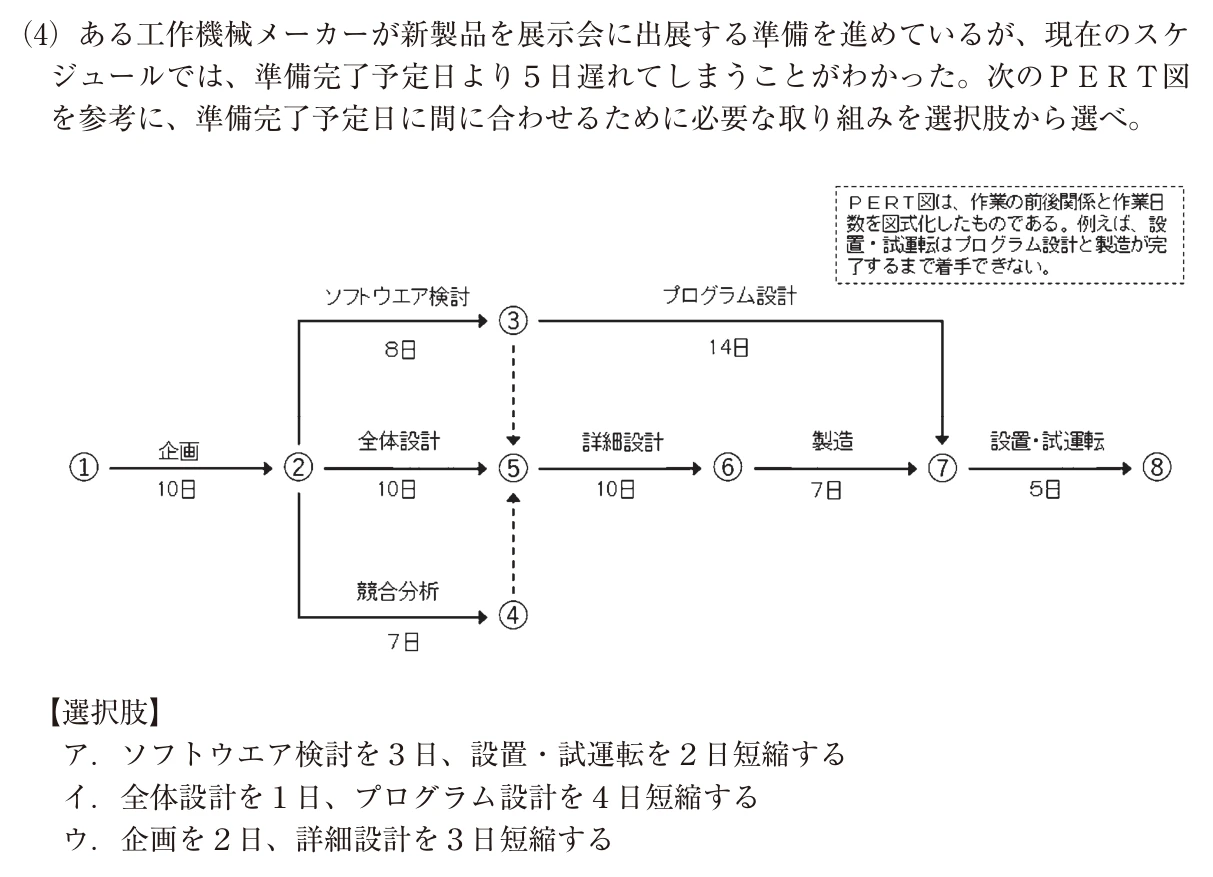 (4) ある工作機械メーカーが新製品を展示会に出展する準備を進めているが、現在のスケ
ジュールでは、準備完了予定日より５日遅れてしまうことがわかった。次のＰＥＲＴ図
を参考に、準備完了予定日に間に合わせるために必要な取り組みを選択肢から選べ。
ＰＥＲＴ図は、作業の前後関係と作業日
数を図式化したものである。例えば、設
置・試運転はプログラム設計と製造が完
了するまで着手できない。
ソフトウエア検討
③
プログラム設計
8日
14日
①
企画
10日
②
全体設計
10日
⑤
詳細設計
10日
⑥
製造
7日
⑦
設置・試運転
5日
⑧
競合分析
④
7日
【選択肢】
ア．ソフトウエア検討を３日、設置・試運転を２日短縮する
イ．全体設計を１日、プログラム設計を４日短縮する
ウ．企画を２日、詳細設計を３日短縮する